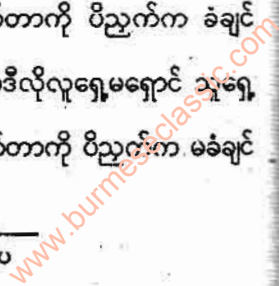 တာကို ပိညှက်က ခံချင်
ဒီလိုလူရှေ့မရှောင် သူရှေ့
တာကို ပိညှက်က မခံချင်
www.burmeseclassic.com